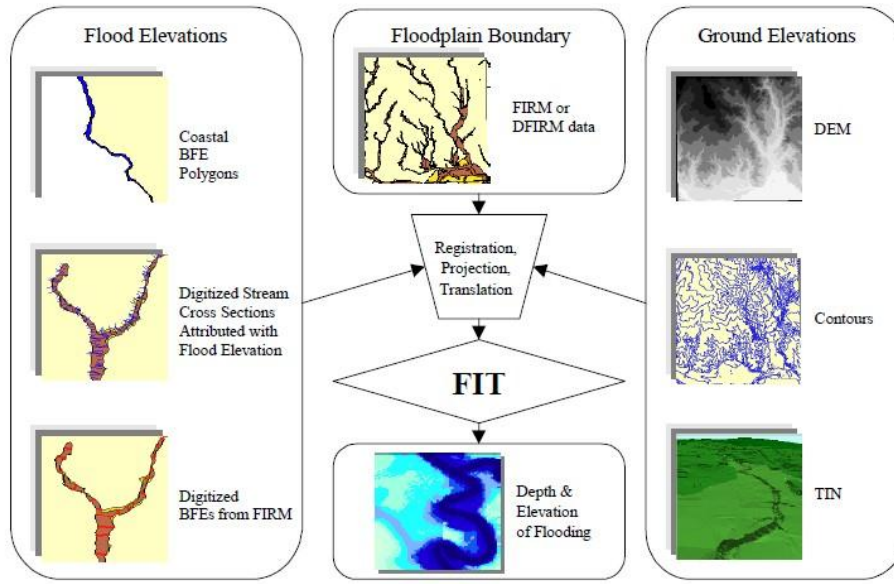 Flood Elevations
Coastal
BFE
Polygons
Digitized Stream
Cross Sections
Attributed with
Flood Elevation
Digitized
BFEs from FIRM
Floodplain Boundary
FIRM or
DFIRM data
Registration,
Projection,
Translation
FIT
Depth &
Elevation
of Flooding
Ground Elevations
DEM
Contours
TIN